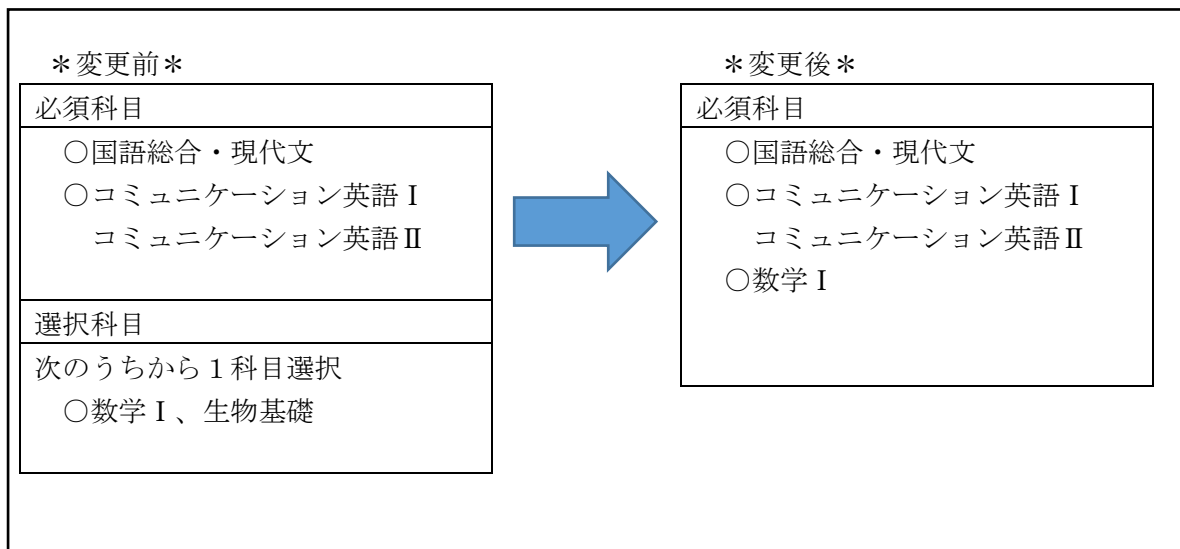 ＊変更前＊
必須科目
○国語総合・現代文
○コミュニケーション英語Ⅰ
コミュニケーション英語Ⅱ
選択科目
次のうちから１科目選択
○数学Ⅰ、生物基礎
＊変更後＊
必須科目
○国語総合・現代文
○コミュニケーション英語Ⅰ
コミュニケーション英語Ⅱ
○数学Ⅰ